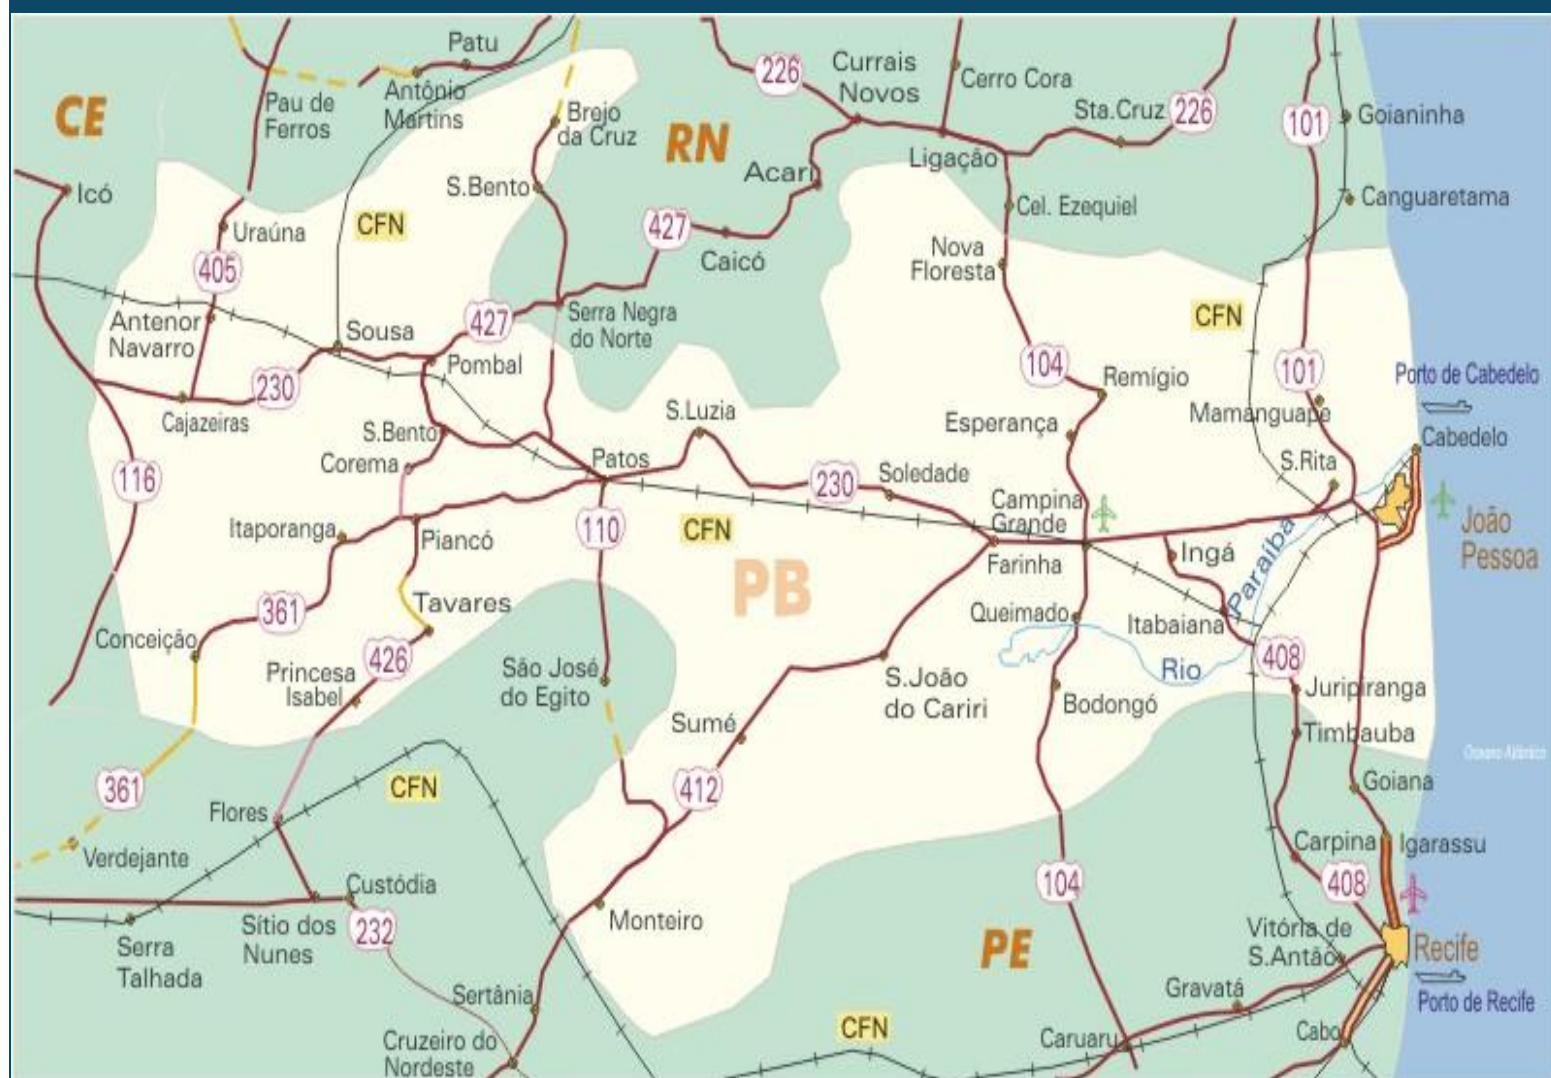 Patu
Antônio
Martins
Pau de
Ferros
CE
Icó
Uraúna
405
CFN
S.Bento
Brejo
da Cruz
RN
226
Currais
Novos
Cerro Cora
Sta.Cruz
226
101
Goianinha
Ligação
Acari
Canguaretama
Cel. Ezequiel
427
Caicó
Nova
Floresta
Antenor
Navarro
Sousa
427
Serra Negra
do Norte
CFN
Pombal
230
Cajazeiras
104
Remígio
101
Mamanguape
Porto de Cabedelo
Cabedelo
S.Bento
Corema
S.Luzia
Esperança
S.Rita
116
Patos
230
Soledade
Campina
Grande
João
Pessoa
Itaporanga
Piancó
110
CFN
Farinha
Ingá
Paraíba
PB
361
Tavares
Conceição
426
Princesa
Isabel
São José
do Egito
Queimado
Itabaiana
Rio
408
S.João
do Cariri
Bodongó
Juripiranga
Timbauba
Sumé
Oceano Atlântico
361
CFN
412
Goiana
Flores
Verdejante
Carpina
Igarassu
104
408
Custódia
Sítio dos
Nunes
232
Serra
Talhada
Monteiro
PE
Vitória de
S.Antão
Recife
Porto de Recife
Sertânia
Gravatá
Cruzeiro do
Nordeste
CFN
Caruaru
Cabo